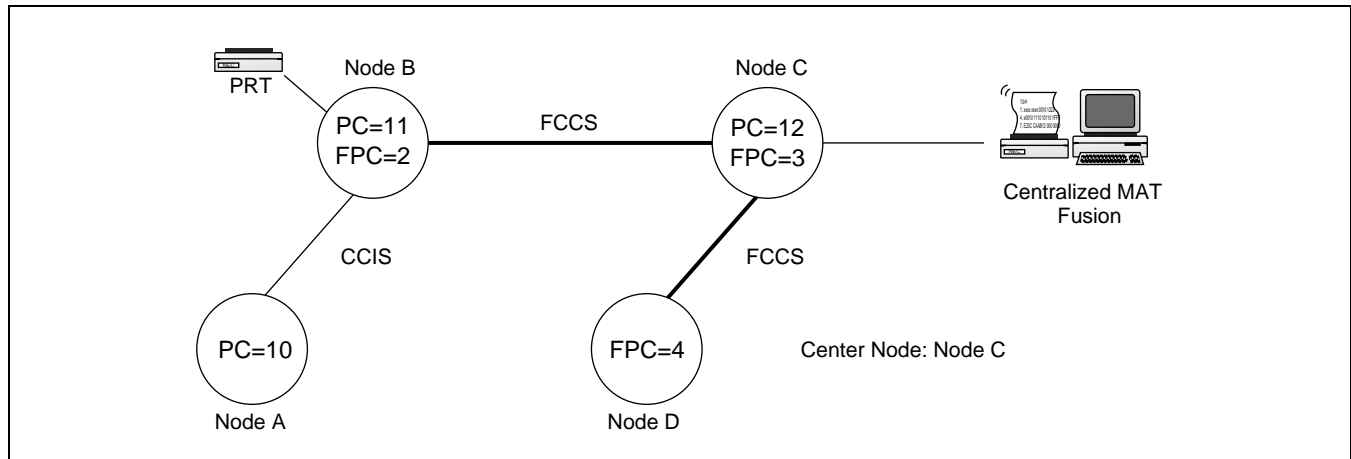 Node B
Node C
PRT
PC=11
FPC=2
FCCS
PC=12
FPC=3
Centralized MAT
Fusion
CCIS
FCCS
PC=10
FPC=4
Center Node: Node C
Node A
Node D